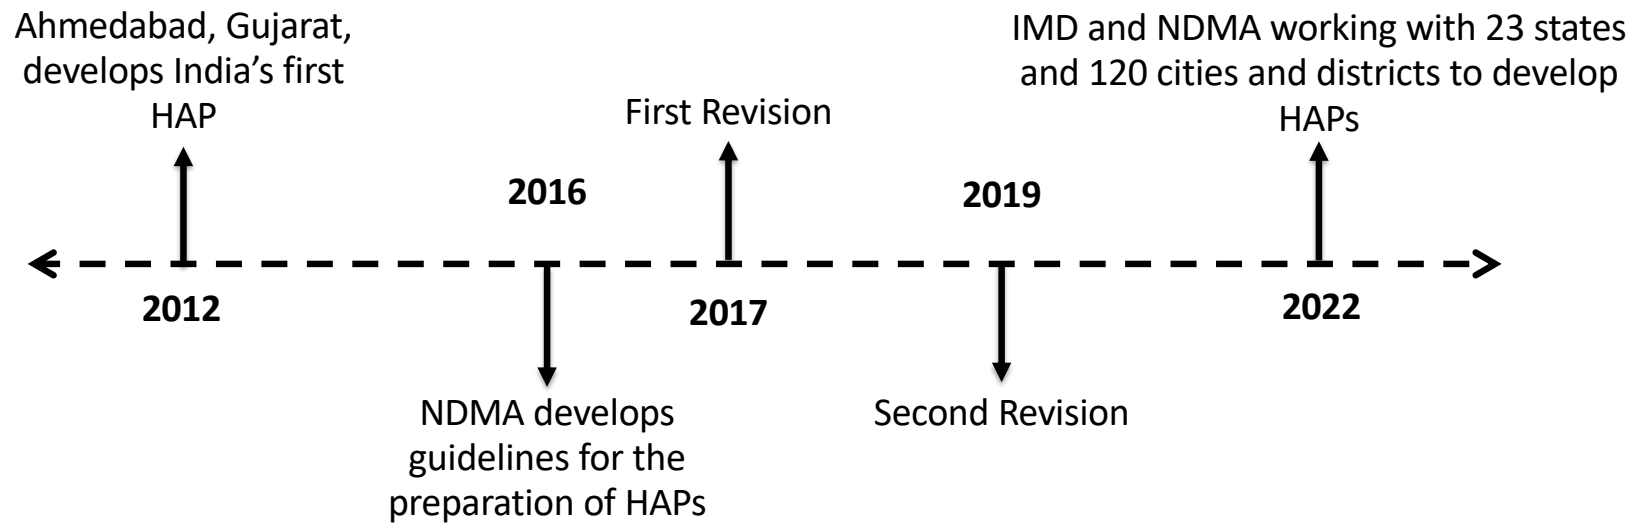 Ahmedabad, Gujarat,
develops India’s first
HAP
IMD and NDMA working with 23 states
and 120 cities and districts to develop
HAPs
First Revision
2016
2019
2012
2017
2022
NDMA develops
guidelines for the
preparation of HAPs
Second Revision